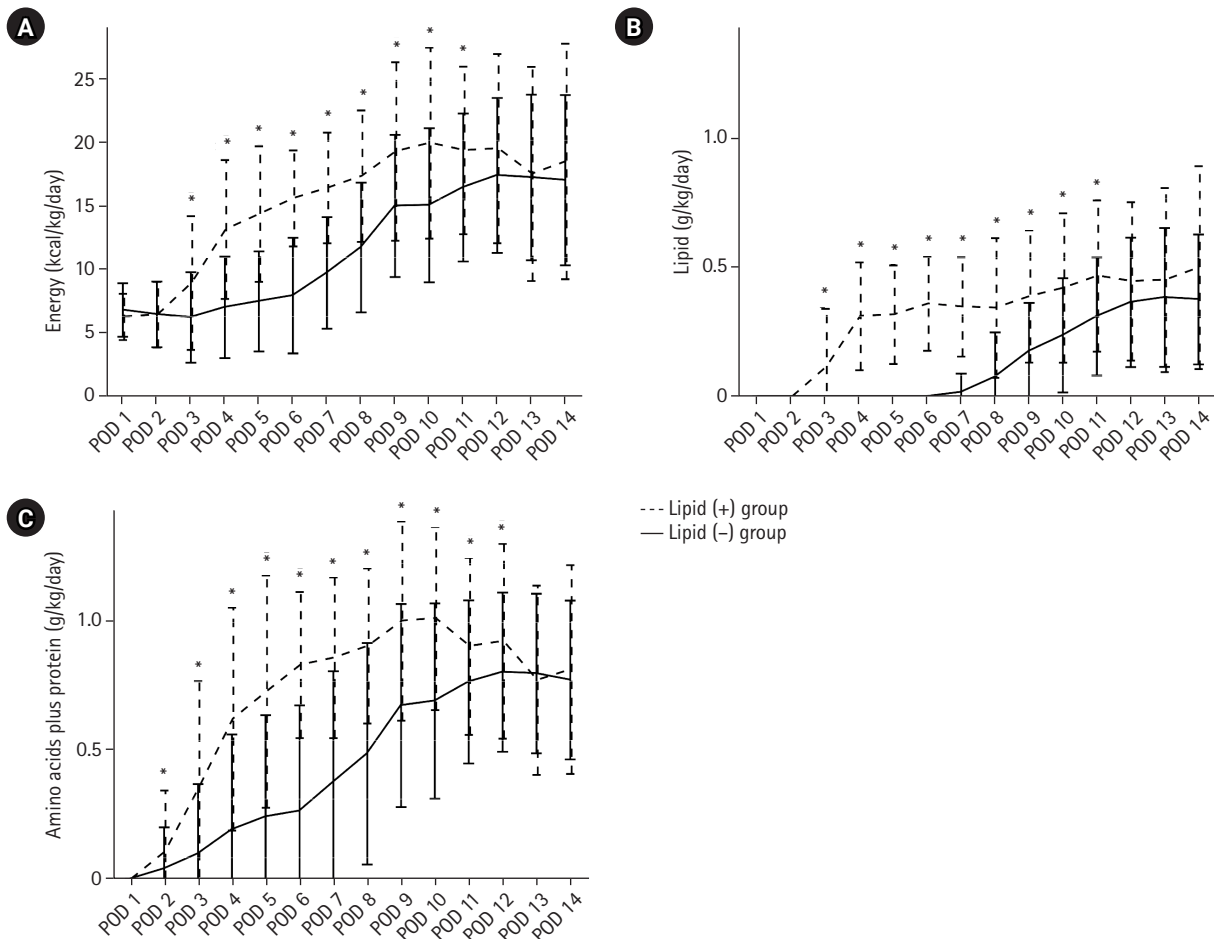 A
Energy (kcal/kg/day)
25
20
15
10
5
0
* * * * * * * * *
POD 1 POD 2 POD 3 POD 4 POD 5 POD 6 POD 7 POD 8 POD 9 POD 10 POD 11 POD 12 POD 13 POD 14
B
Lipid (g/kg/day)
1.0
0.5
0
* * * * * * * * *
POD 1 POD 2 POD 3 POD 4 POD 5 POD 6 POD 7 POD 8 POD 9 POD 10 POD 11 POD 12 POD 13 POD 14
C
Amino acids plus protein (g/kg/day)
1.0
0.5
0
* * * * * * * * * * *
POD 1 POD 2 POD 3 POD 4 POD 5 POD 6 POD 7 POD 8 POD 9 POD 10 POD 11 POD 12 POD 13 POD 14
Lipid (+) group
Lipid (−) group